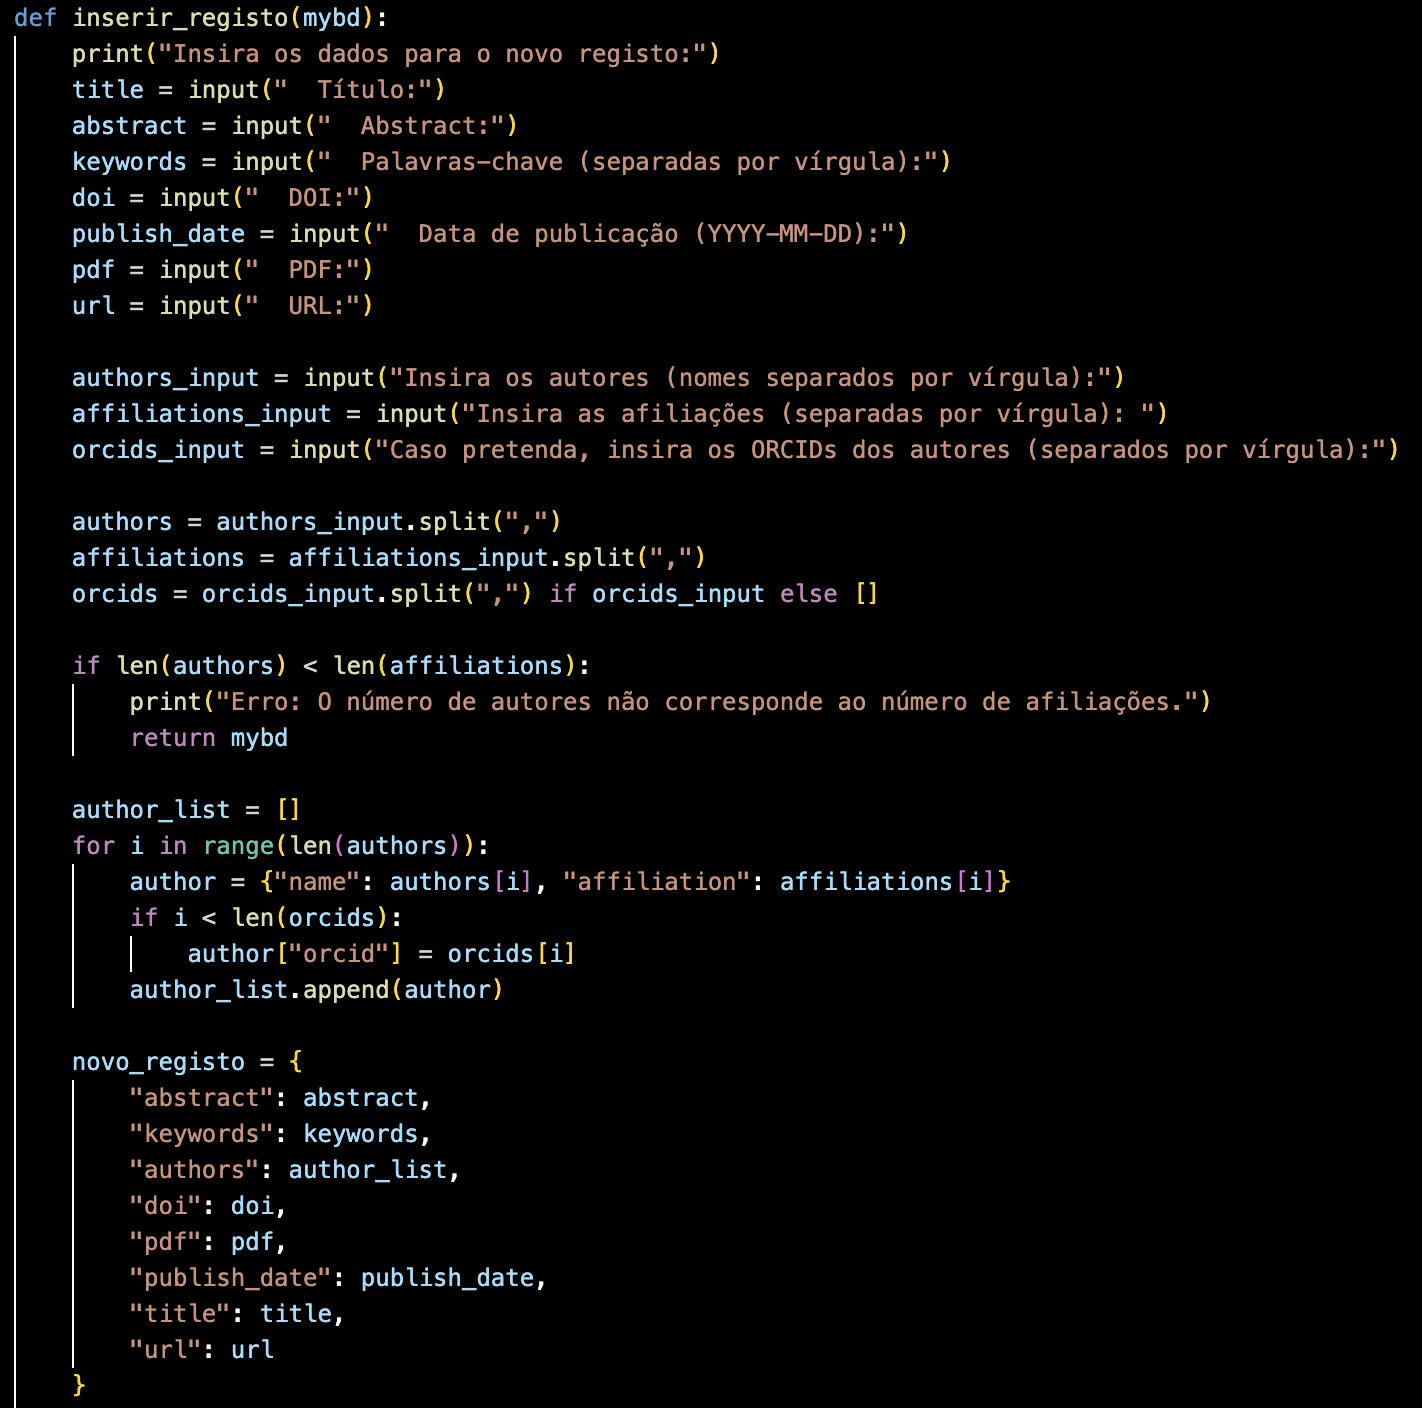 def inserir_registo(mybd):
    print("Insira os dados para o novo registo:")
    title = input("  Título:")
    abstract = input("  Abstract:")
    keywords = input("  Palavras-chave (separadas por vírgula):")
    doi = input("  DOI:")
    publish_date = input("  Data de publicação (YYYY-MM-DD):")
    pdf = input("  PDF:")
    url = input("  URL:")

    authors_input = input("Insira os autores (nomes separados por vírgula):")
    affiliations_input = input("Insira as afiliações (separadas por vírgula): ")
    orcids_input = input("Caso pretenda, insira os ORCIDs dos autores (separados por vírgula):")

    authors = authors_input.split(",")
    affiliations = affiliations_input.split(",")
    orcids = orcids_input.split(",") if orcids_input else []

    if len(authors) < len(affiliations):
        print("Erro: O número de autores não corresponde ao número de afiliações.")
        return mybd

    author_list = []
    for i in range(len(authors)):
        author = {"name": authors[i], "affiliation": affiliations[i]}
        if i < len(orcids):
            author["orcid"] = orcids[i]
        author_list.append(author)

    novo_registo = {
        "abstract": abstract,
        "keywords": keywords,
        "authors": author_list,
        "doi": doi,
        "pdf": pdf,
        "publish_date": publish_date,
        "title": title,
        "url": url
    }